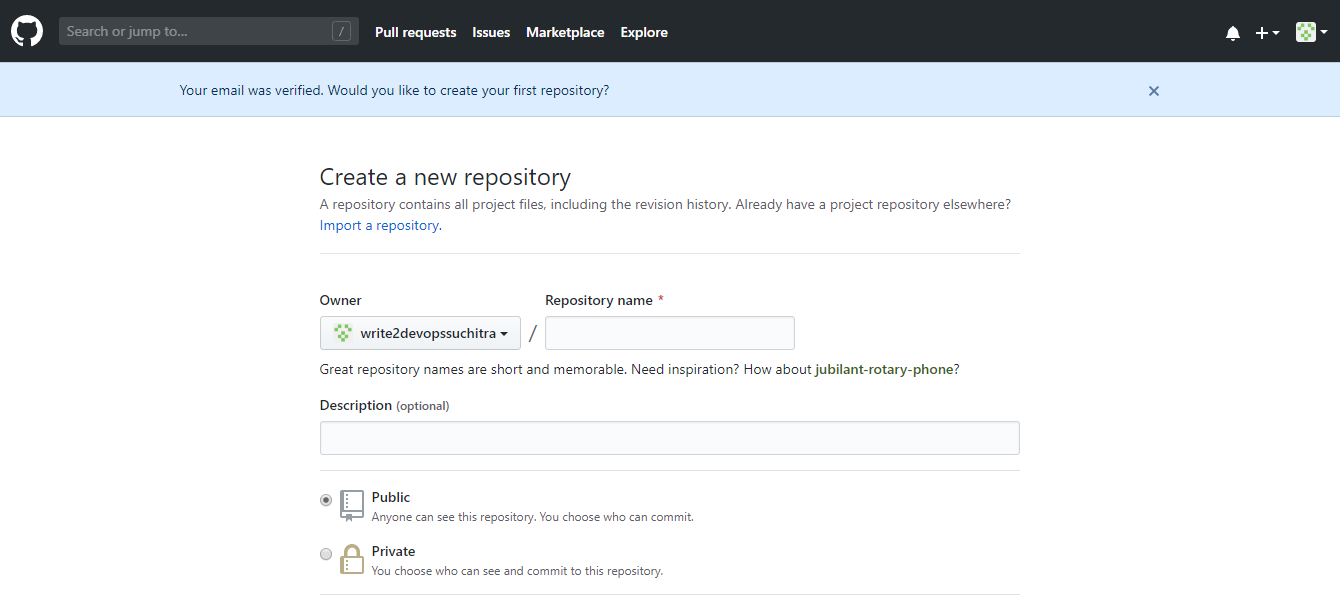 Search or jump to... / Pull requests Issues Marketplace Explore
Your email was verified. Would you like to create your first repository?
Create a new repository
A repository contains all project files, including the revision history. Already have a project repository elsewhere?
Import a repository.
Owner Repository name *
write2devopssuchitra /
Great repository names are short and memorable. Need inspiration? How about jubilant-rotary-phone?
Description (optional)
Public
Anyone can see this repository. You choose who can commit.
Private
You choose who can see and commit to this repository.